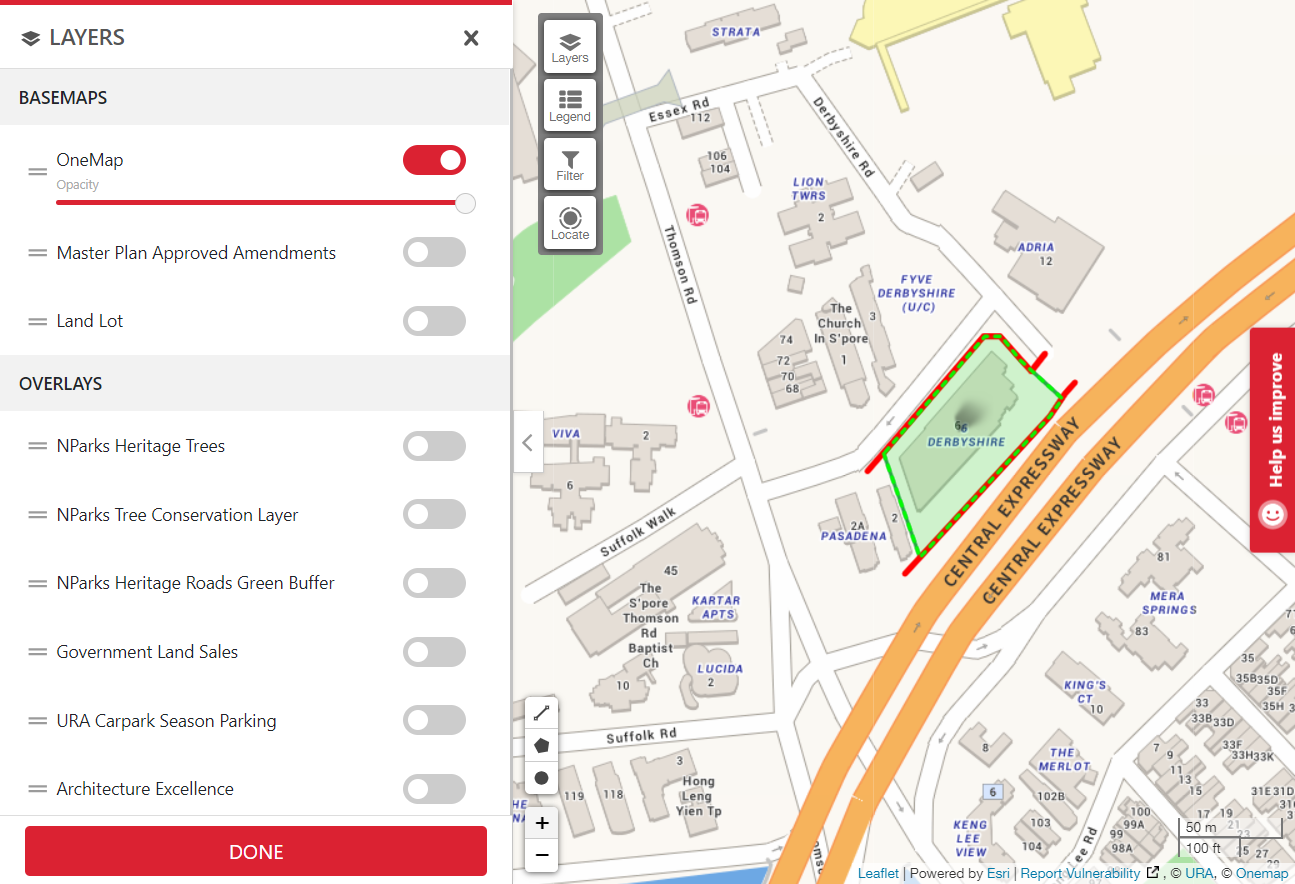 LAYERS
BASEMAPS
OneMap
Opacity
Master Plan Approved Amendments
Land Lot
OVERLAYS
NParks Heritage Trees
NParks Tree Conservation Layer
NParks Heritage Roads Green Buffer
Government Land Sales
URA Carpark Season Parking
Architecture Excellence
DONE
Layers
Legend
Filter
Locate
STRATA
Essex Rd
112
106
104
Derbyshire Rd
LION
TWRS
2
Thomson Rd
ADRIA
12
FYVE
DERBYSHIRE
(U/C)
The
Church
In S'pore
3
1
74
72
70
68
66
DERBYSHIRE
CENTRAL EXPRESSWAY
CENTRAL EXPRESSWAY
Help us improve
VIVA
2
6
Suffolk Walk
2A
2
PASADENA
45
The
S'pore
Thomson
Rd
Baptist
Ch
10
KARTAR
APTS
LUCIDA
2
81
MERA
SPRINGS
83
KING'S
CT
10
35
35B
35D
35F
35H
33
33B
33D
33F
33H
33K
31E
31D
Suffolk Rd
3
Hong
Leng
Yien Tp
119
118
8
THE
MERLOT
6
102B
103
104
KENG
LEE
VIEW
7
9
11
13
15
17
19
21
23
25
27
100
99A
98A
Lee Rd
50 m
100 ft
+
−
Leaflet | Powered by Esri | Report Vulnerability , © URA, © Onemap